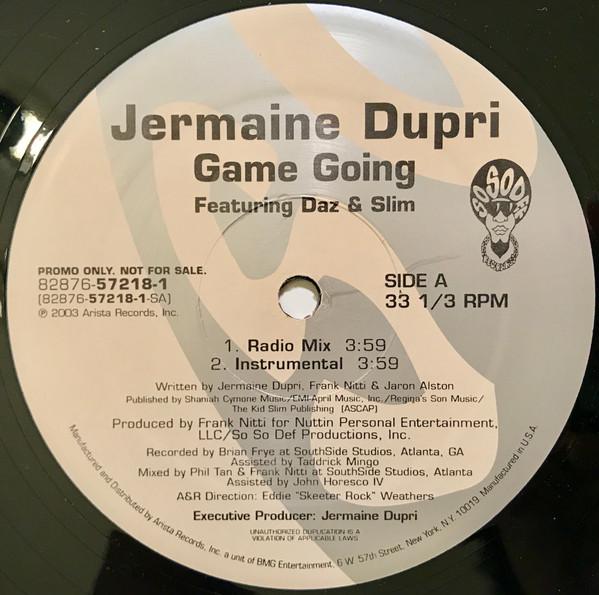 Jermaine Dupri
Game Going
Featuring Daz & Slim
SO SO DEF
PROMO ONLY. NOT FOR SALE.
82876-57218-1
(82876-57218-1-SA)
℗ 2003 Arista Records, Inc.
SIDE A
33 1/3 RPM
1. Radio Mix 3:59
2. Instrumental 3:59
Written by Jermaine Dupri, Frank Nitti & Jaron Alston
Published by Shaniah Cymone Music/EMI-April Music, Inc./Regina's Son Music/
The Kid Slim Publishing (ASCAP)
Produced by Frank Nitti for Nuttin Personal Entertainment,
LLC/So So Def Productions, Inc.
Recorded by Brian Frye at SouthSide Studios, Atlanta, GA
Assisted by Taddrick Mingo
Mixed by Phil Tan & Frank Nitti at SouthSide Studios, Atlanta
Assisted by John Horesco IV
A&R Direction: Eddie "Skeeter Rock" Weathers
Executive Producer: Jermaine Dupri
UNAUTHORIZED DUPLICATION IS A
VIOLATION OF APPLICABLE LAWS
Manufactured and Distributed by Arista Records, Inc. a unit of BMG Entertainment, 6 W. 57th Street, New York, N.Y. 10019. Manufactured in U.S.A.